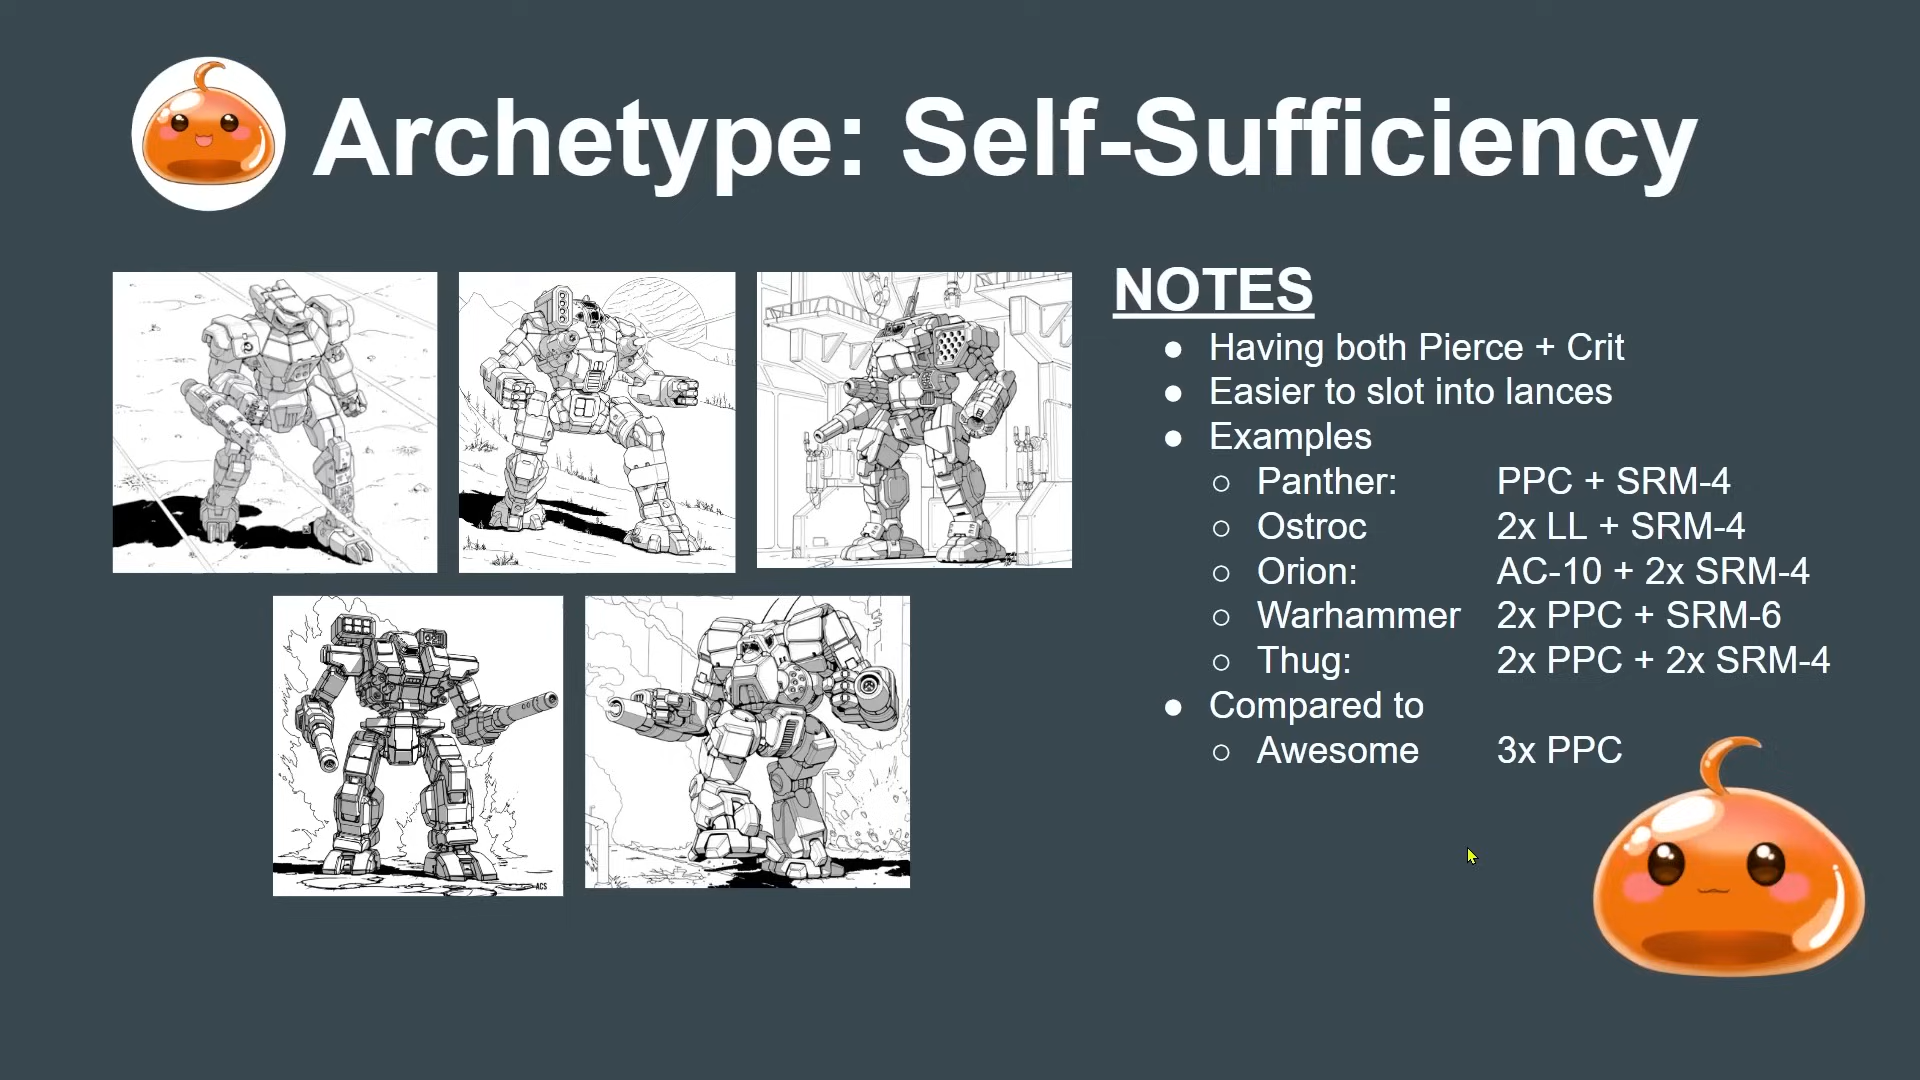 Archetype: Self-Sufficiency
NOTES
● Having both Pierce + Crit
● Easier to slot into lances
● Examples
○ Panther: PPC + SRM-4
○ Ostroc 2x LL + SRM-4
○ Orion: AC-10 + 2x SRM-4
○ Warhammer 2x PPC + SRM-6
○ Thug: 2x PPC + 2x SRM-4
● Compared to
○ Awesome 3x PPC
ACS